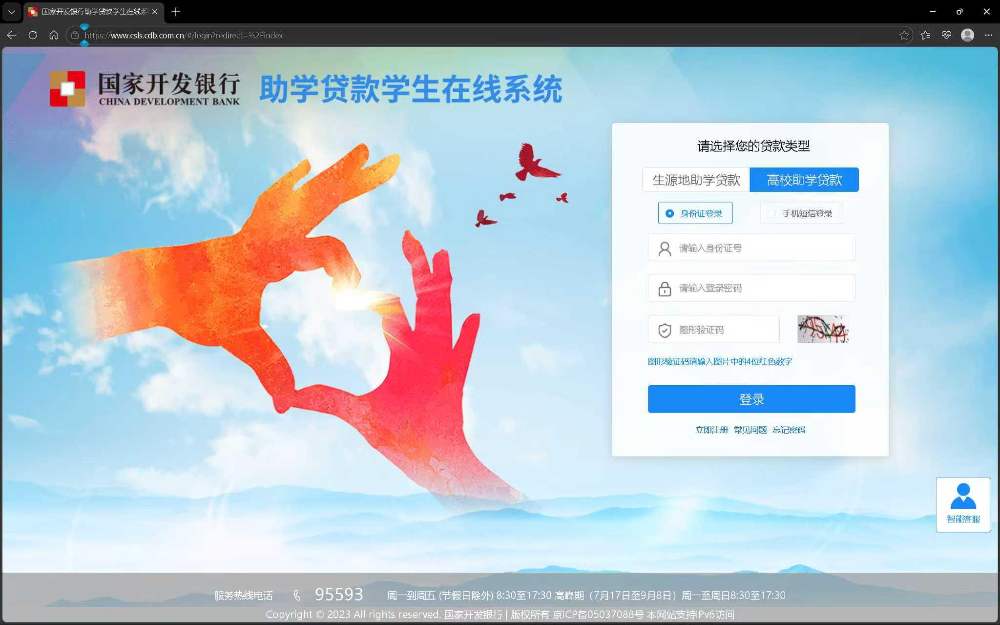 国家开发银行助学贷款学生在线系
https://www.csls.cdb.com.cn/#/login?redirect=%2Findex
国家开发银行
CHINA DEVELOPMENT BANK
助学贷款学生在线系统
请选择您的贷款类型
生源地助学贷款 高校助学贷款
身份证登录 手机短信登录
请输入身份证号
请输入登录密码
图形验证码
图形验证码请输入图片中的4位红色数字
登录
立即注册 常见问题 忘记密码
智能客服
服务热线电话 95593 周一到周五 (节假日除外) 8:30至17:30 高峰期（7月17日至9月8日）周一至周日8:30至17:30
Copyright © 2023 All rights reserved. 国家开发银行 | 版权所有 京ICP备05037088号 本网站支持IPv6访问